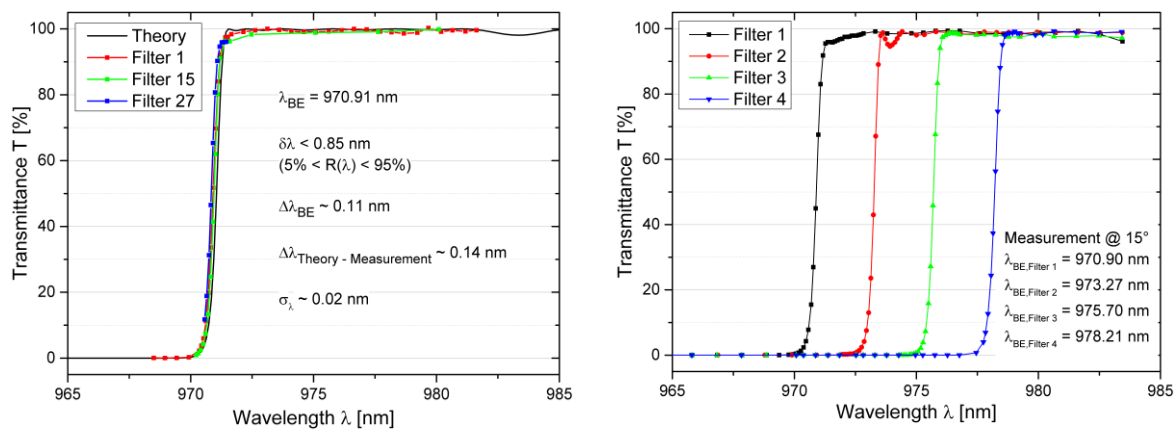 Transmittance T [%]
100
80
60
40
20
0
Theory
Filter 1
Filter 15
Filter 27
λBE = 970.91 nm
δλ < 0.85 nm
(5% < R(λ) < 95%)
ΔλBE ~ 0.11 nm
ΔλTheory - Measurement ~ 0.14 nm
σλ ~ 0.02 nm
965 970 975 980 985
Wavelength λ [nm]
Transmittance T [%]
100
80
60
40
20
0
Filter 1
Filter 2
Filter 3
Filter 4
Measurement @ 15°
λBE,Filter 1 = 970.90 nm
λBE,Filter 2 = 973.27 nm
λBE,Filter 3 = 975.70 nm
λBE,Filter 4 = 978.21 nm
965 970 975 980 985
Wavelength λ [nm]